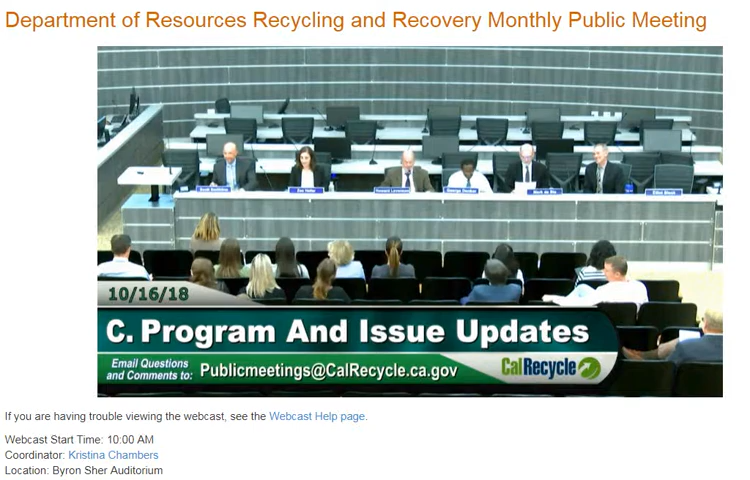 Department of Resources Recycling and Recovery Monthly Public Meeting
10/16/18
C. Program And Issue Updates
Email Questions
and Comments to: Publicmeetings@CalRecycle.ca.gov
CalRecycle
If you are having trouble viewing the webcast, see the Webcast Help page.
Webcast Start Time: 10:00 AM
Coordinator: Kristina Chambers
Location: Byron Sher Auditorium